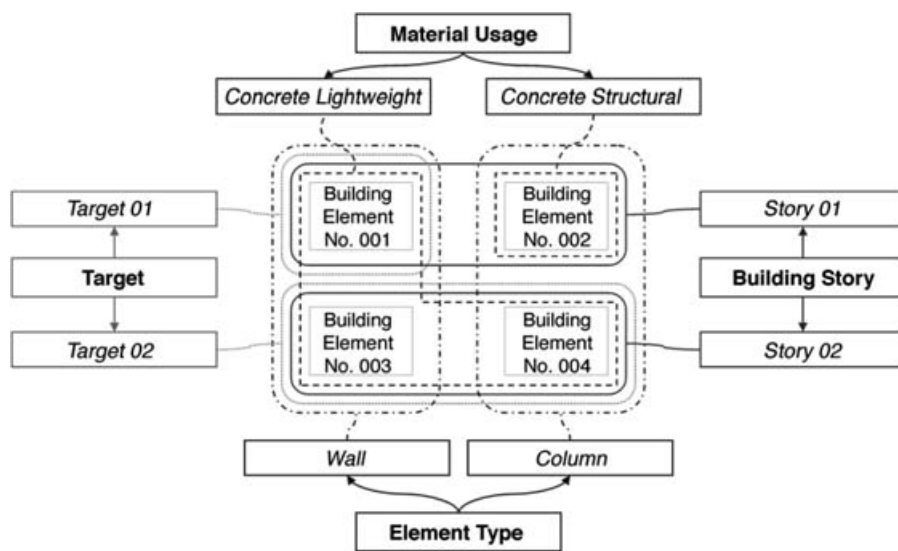 Material Usage
Concrete Lightweight
Concrete Structural
Building
Element
No. 001
Building
Element
No. 002
Target 01
Target
Target 02
Story 01
Building Story
Story 02
Building
Element
No. 003
Building
Element
No. 004
Wall
Column
Element Type